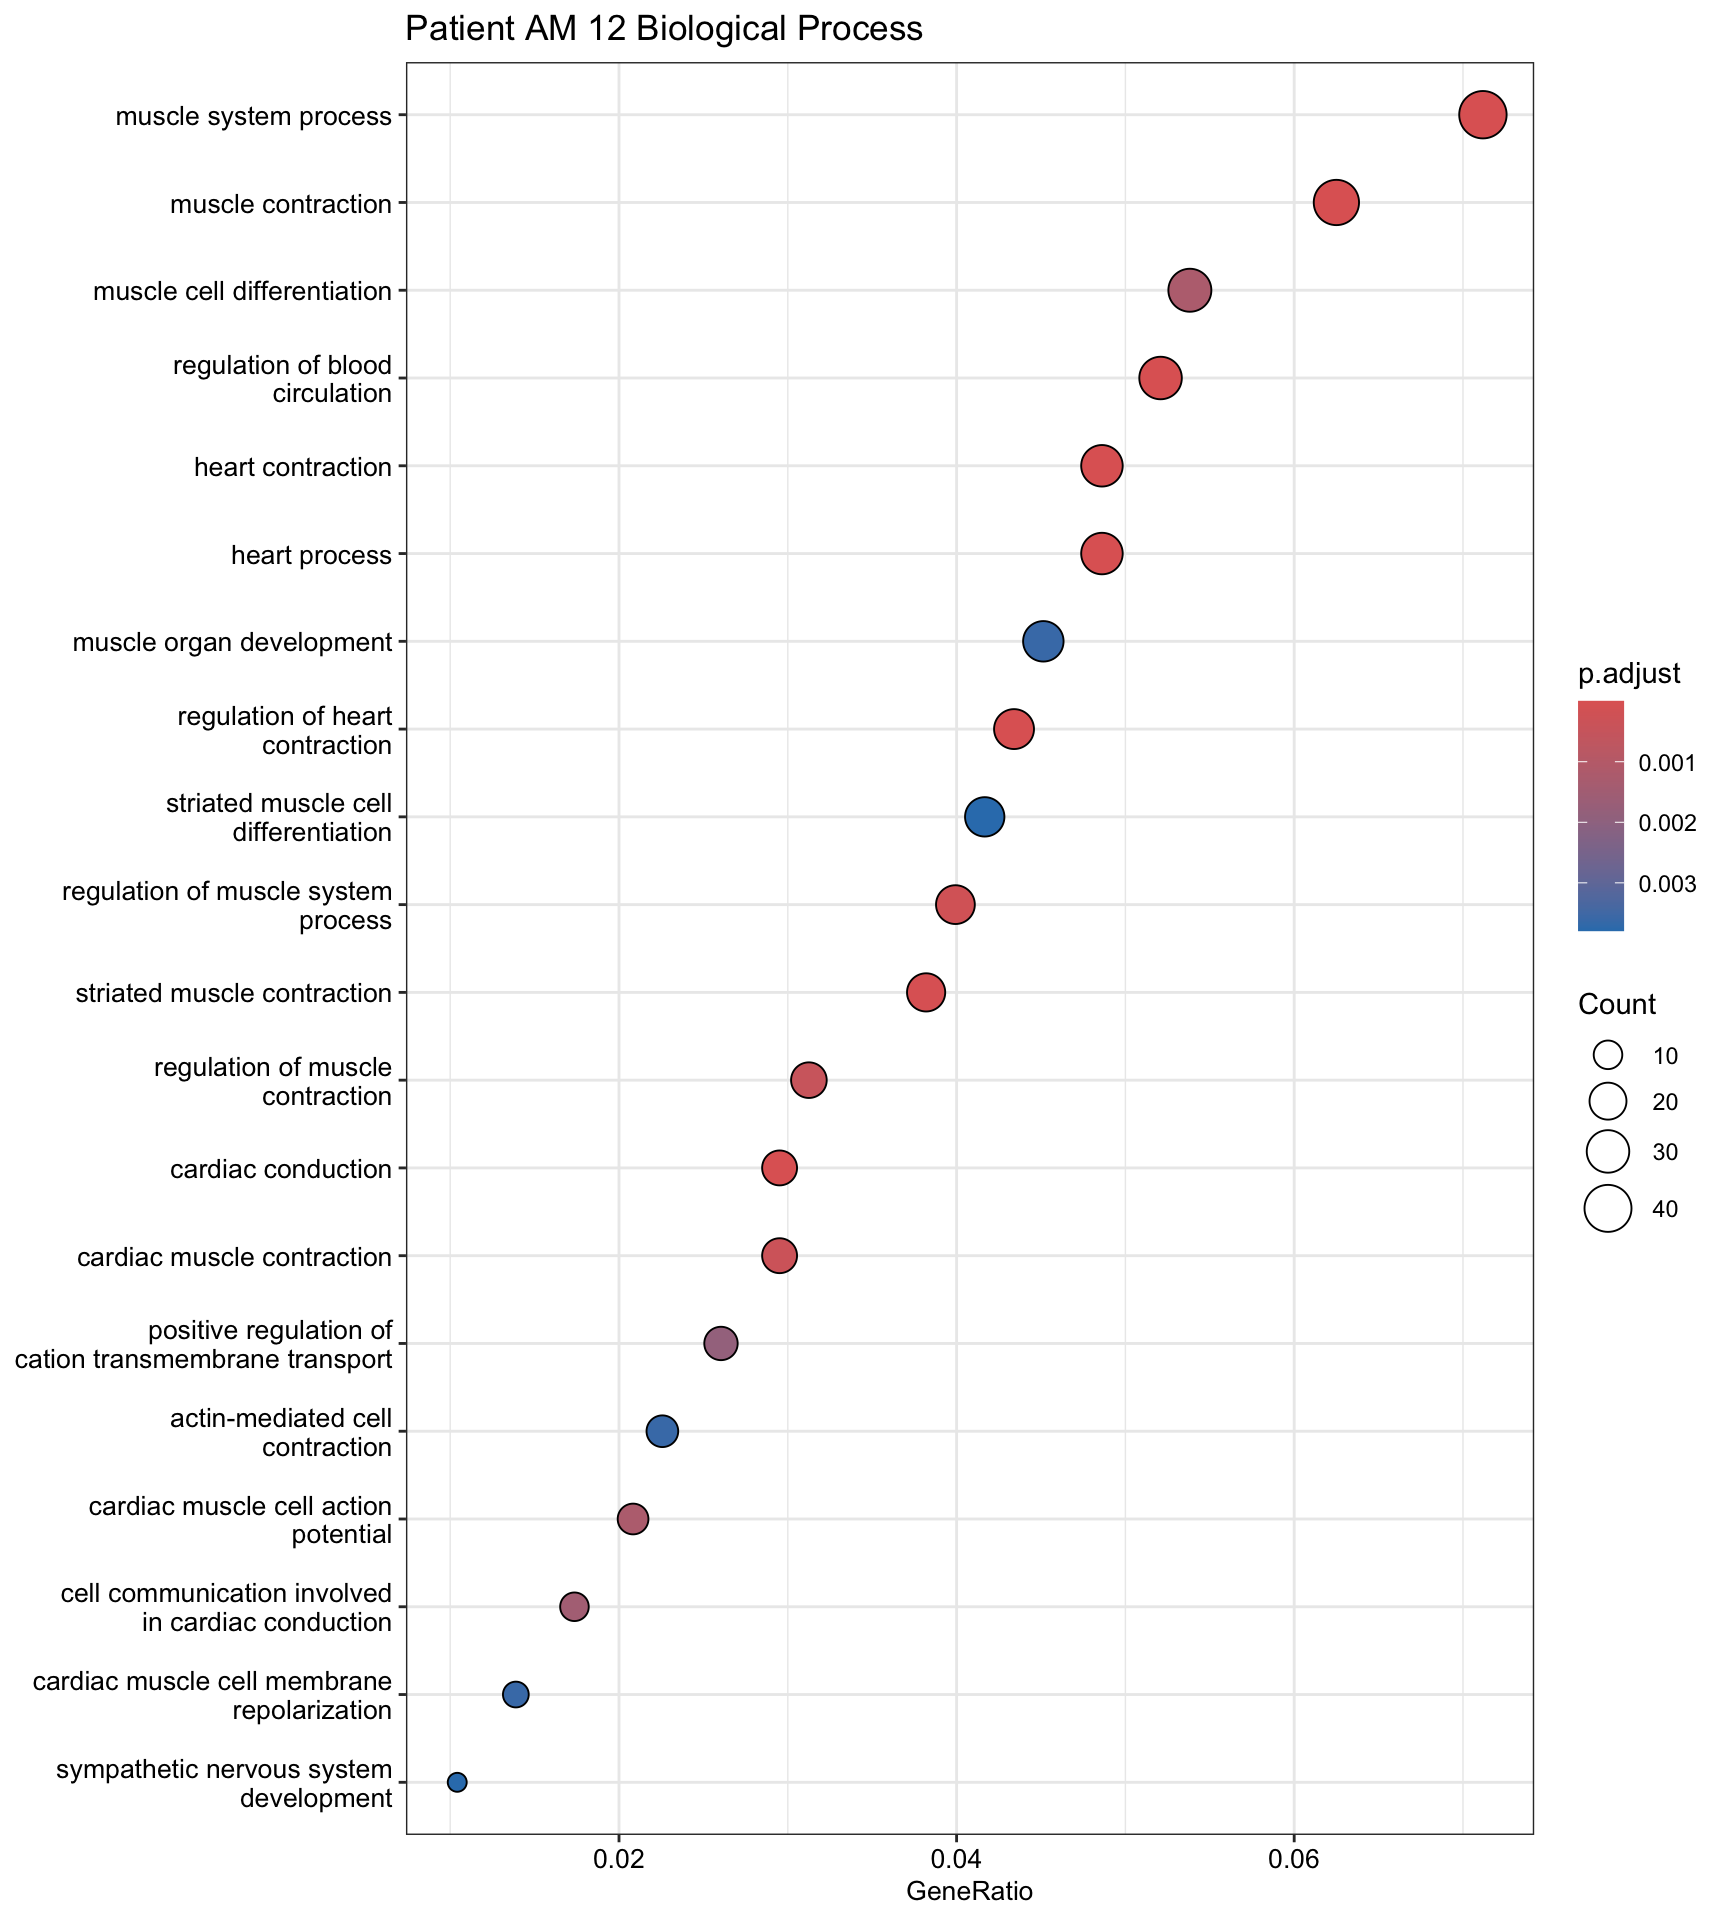 Patient AM 12 Biological Process
muscle system process
muscle contraction
muscle cell differentiation
regulation of blood
circulation
heart contraction
heart process
muscle organ development
regulation of heart
contraction
striated muscle cell
differentiation
regulation of muscle system
process
striated muscle contraction
regulation of muscle
contraction
cardiac conduction
cardiac muscle contraction
positive regulation of
cation transmembrane transport
actin-mediated cell
contraction
cardiac muscle cell action
potential
cell communication involved
in cardiac conduction
cardiac muscle cell membrane
repolarization
sympathetic nervous system
development
0.02 0.04 0.06
GeneRatio
p.adjust
0.001
0.002
0.003
Count
10
20
30
40